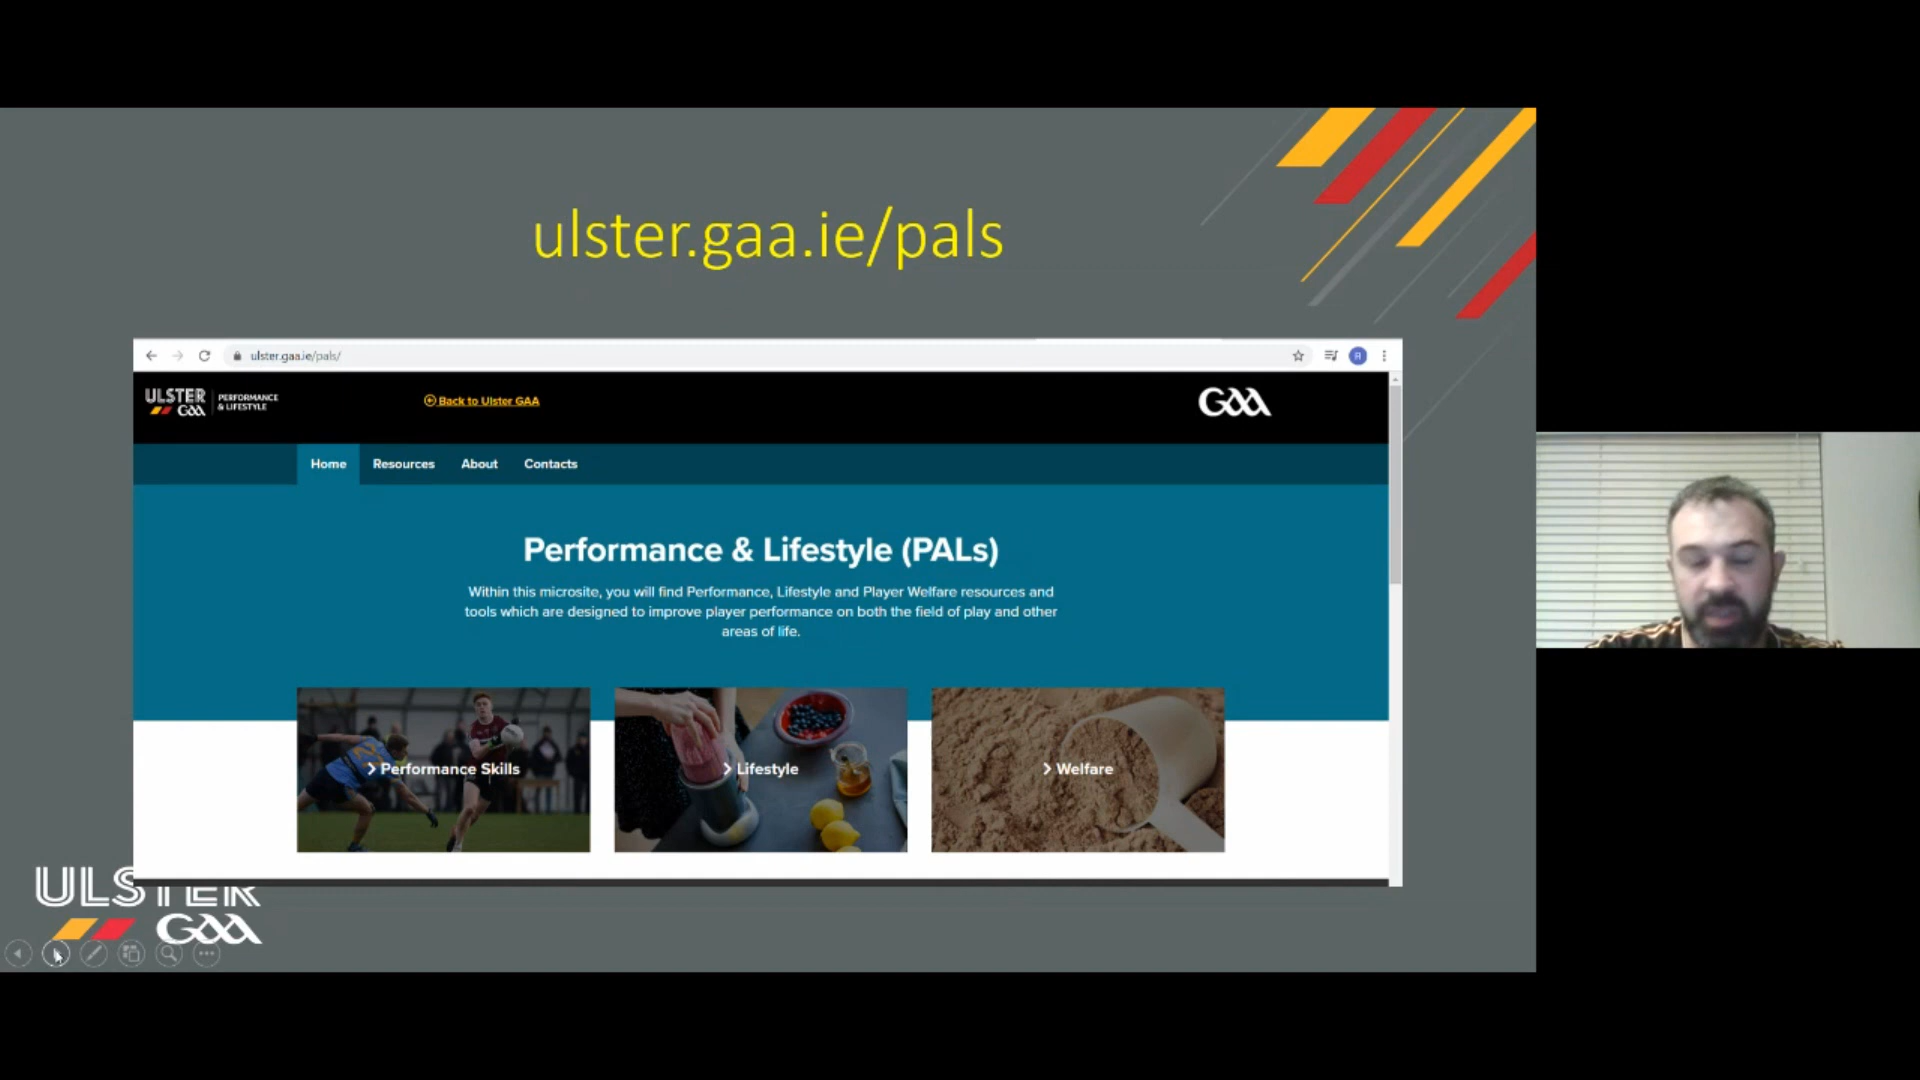 ulster.gaa.ie/pals
ulster.gaa.ie/pals/
ULSTER GAA PERFORMANCE & LIFESTYLE
Back to Ulster GAA
GAA
Home Resources About Contacts
Performance & Lifestyle (PALs)
Within this microsite, you will find Performance, Lifestyle and Player Welfare resources and
tools which are designed to improve player performance on both the field of play and other
areas of life.
Performance Skills
Lifestyle
Welfare
ULSTER
GAA